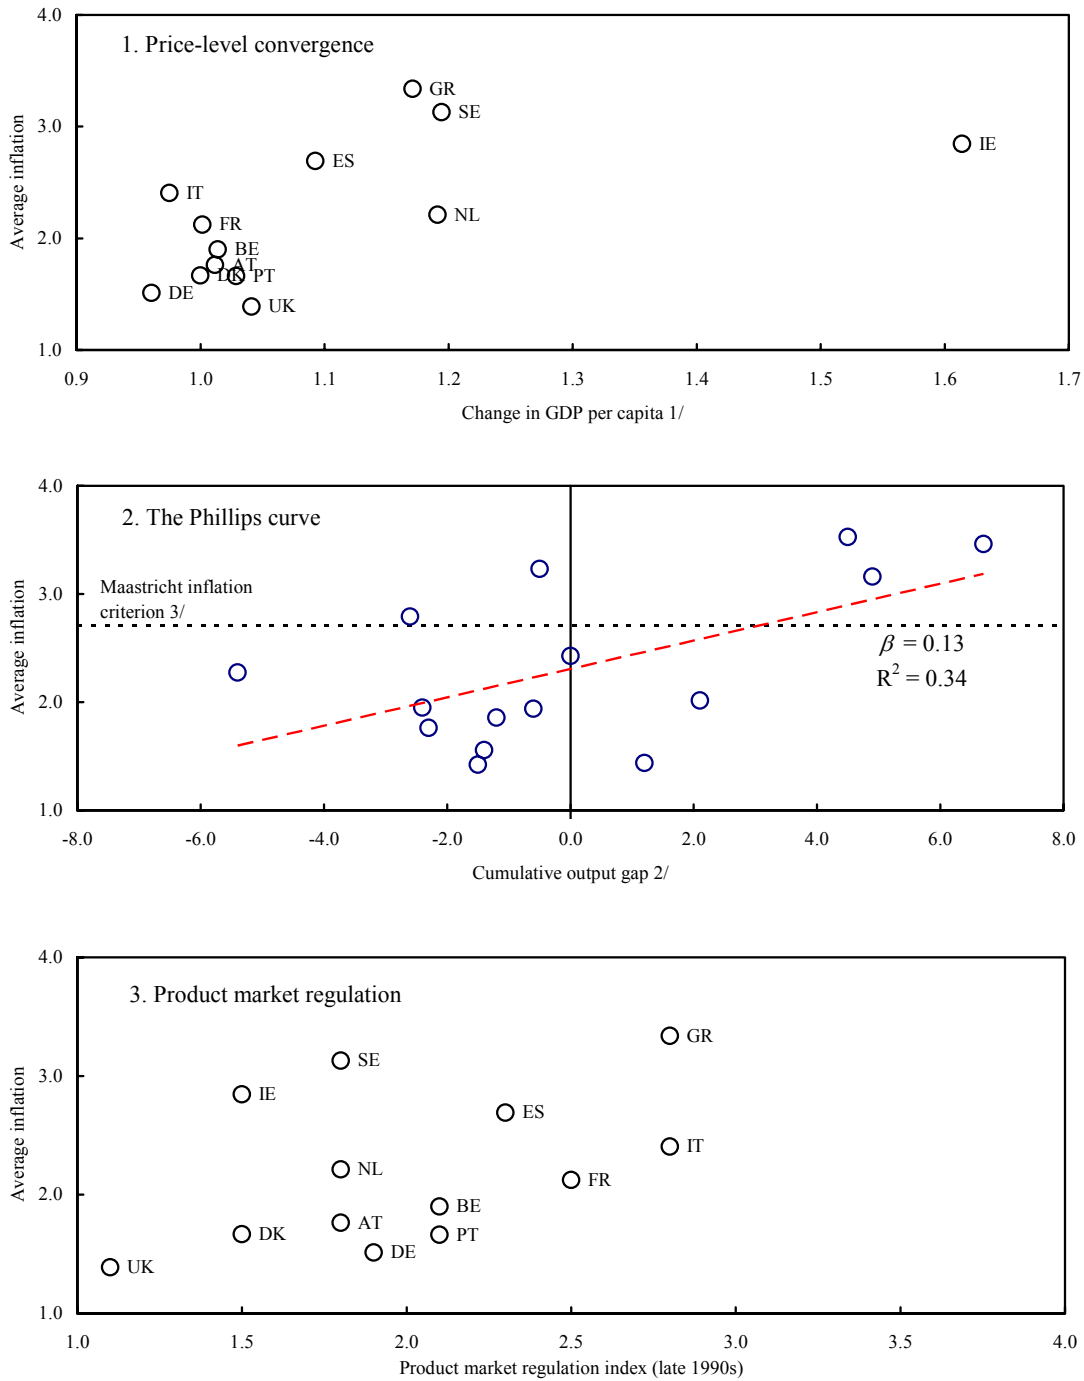 1. Price-level convergence
Average inflation
4.0
3.0
2.0
1.0
GR
SE
IE
ES
IT
NL
FR
BE
AT
DK
PT
DE
UK
0.9
1.0
1.1
1.2
1.3
1.4
1.5
1.6
1.7
Change in GDP per capita 1/
2. The Phillips curve
Average inflation
4.0
3.0
2.0
1.0
Maastricht inflation
criterion 3/
β = 0.13
R² = 0.34
-8.0
-6.0
-4.0
-2.0
0.0
2.0
4.0
6.0
8.0
Cumulative output gap 2/
3. Product market regulation
Average inflation
4.0
3.0
2.0
1.0
GR
SE
IE
ES
IT
NL
FR
BE
AT
DK
PT
DE
UK
1.0
1.5
2.0
2.5
3.0
3.5
4.0
Product market regulation index (late 1990s)